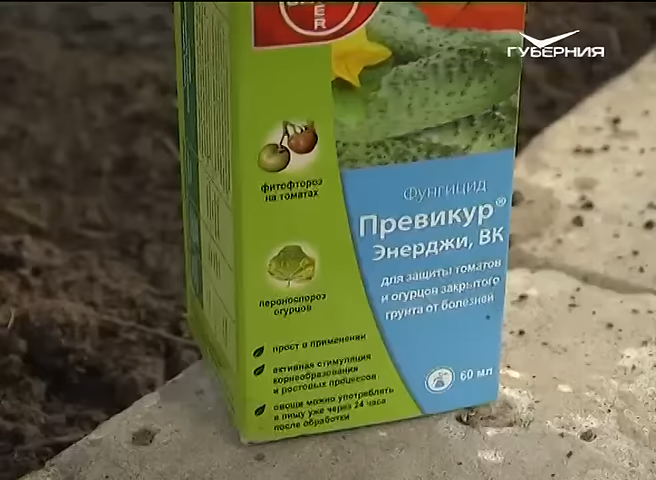 ГУБЕРНИЯ
ER
фитофтороз
на томатах
Фунгицид
Превикур®
Энерджи, ВК
для защиты томатов
и огурцов закрытого
грунта от болезней
пероноспороз
огурцов
прост в применении
активная стимуляция
корнеобразования
и ростовых процессов
овощи можно употреблять
в пищу уже через 24 часа
после обработки
60 мл